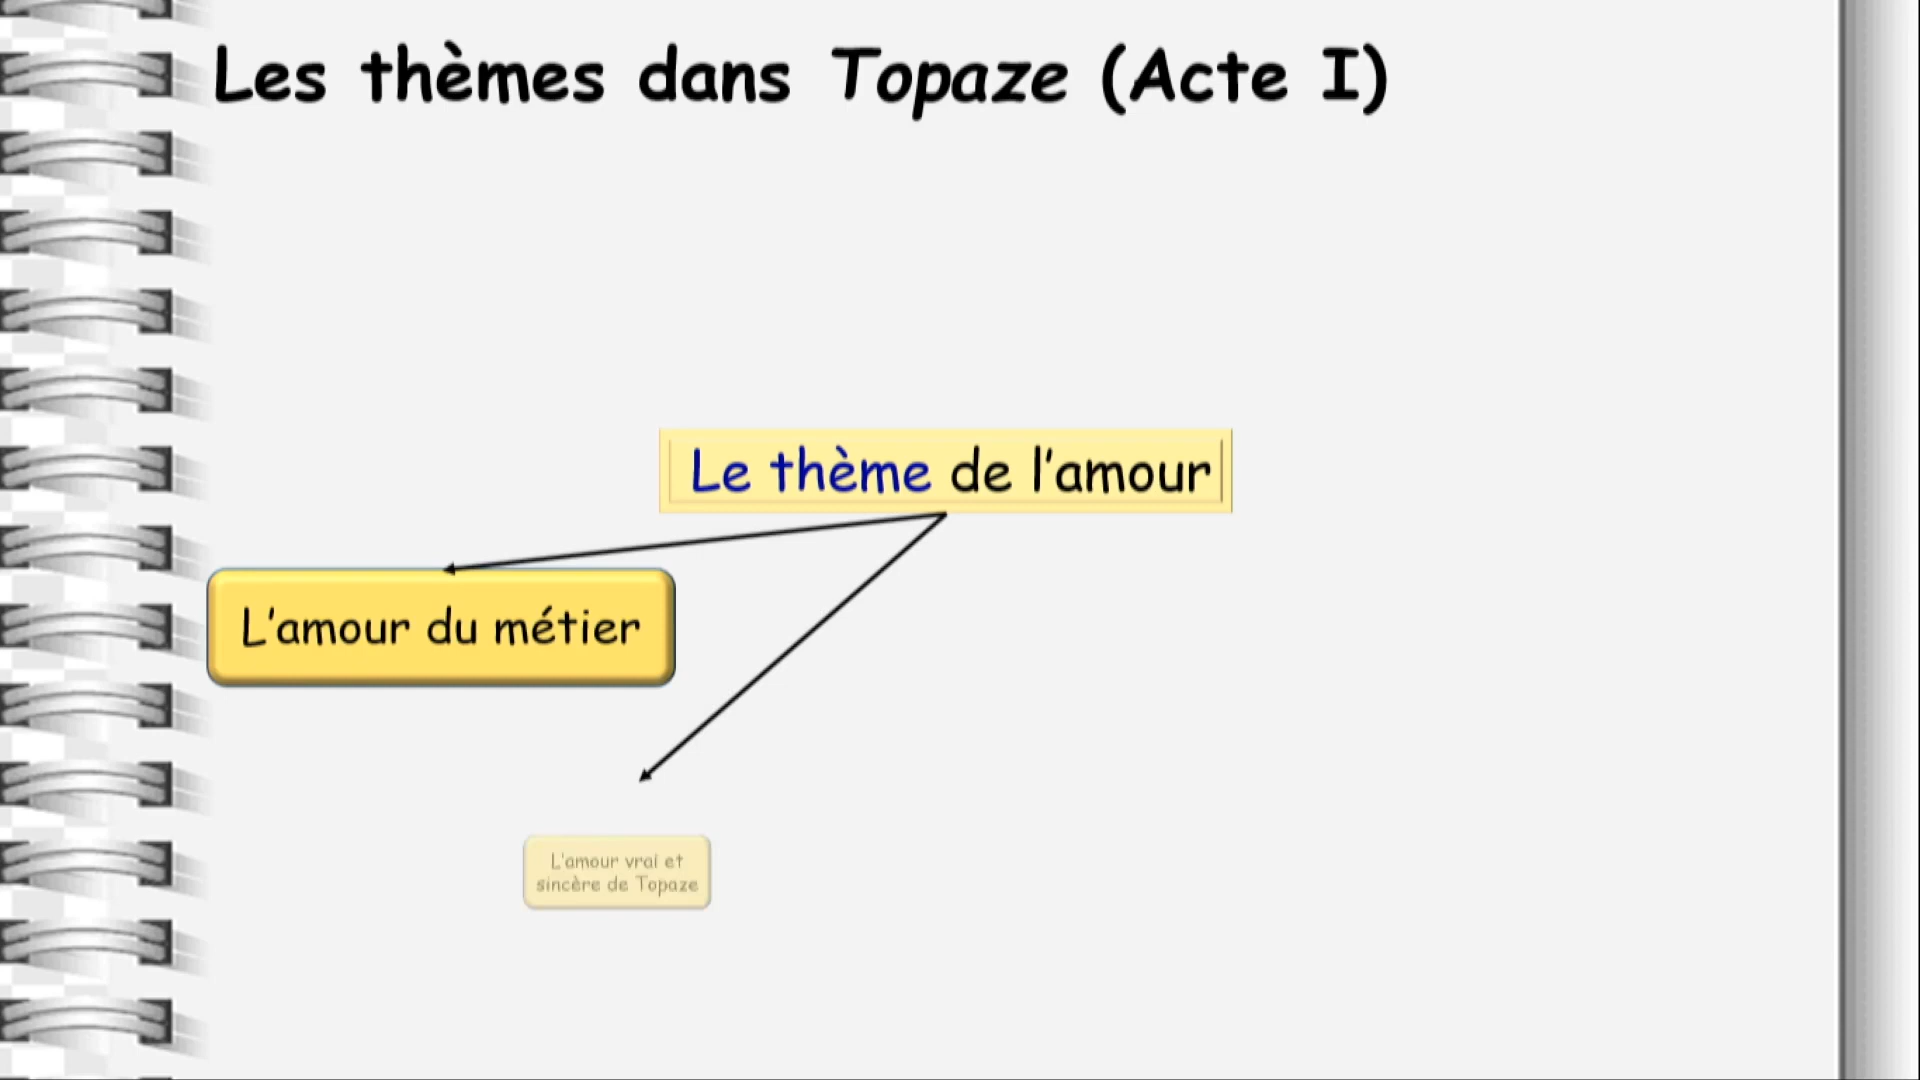 Les thèmes dans Topaze (Acte I)
Le thème de l'amour
L'amour du métier
L'amour vrai et
sincère de Topaze